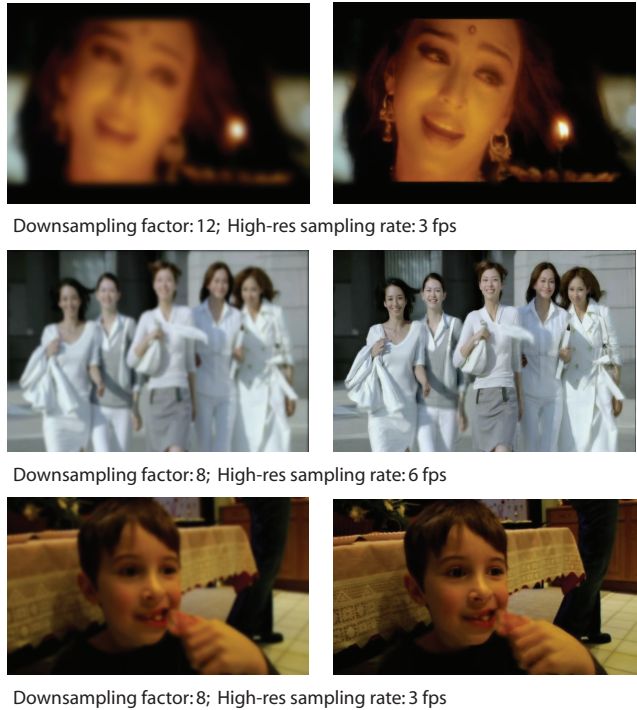 Downsampling factor: 12; High-res sampling rate: 3 fps
Downsampling factor: 8; High-res sampling rate: 6 fps
Downsampling factor: 8; High-res sampling rate: 3 fps